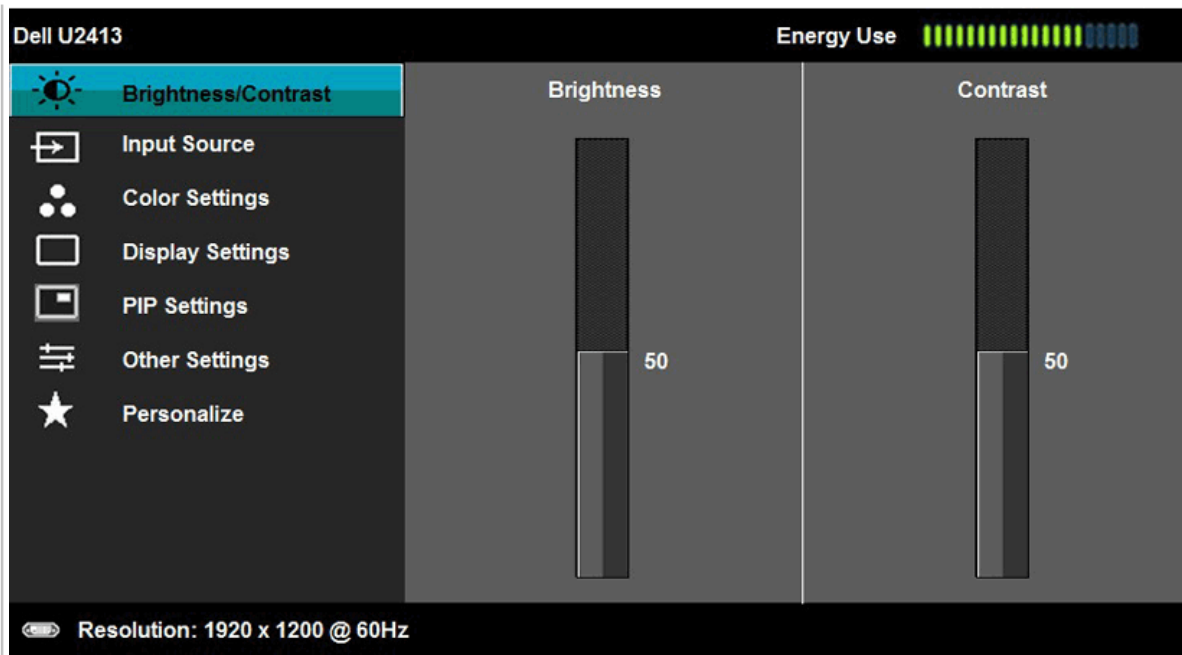 Dell U2413
Energy Use
Brightness/Contrast
Input Source
Color Settings
Display Settings
PIP Settings
Other Settings
Personalize
Brightness
50
Contrast
50
Resolution: 1920 x 1200 @ 60Hz